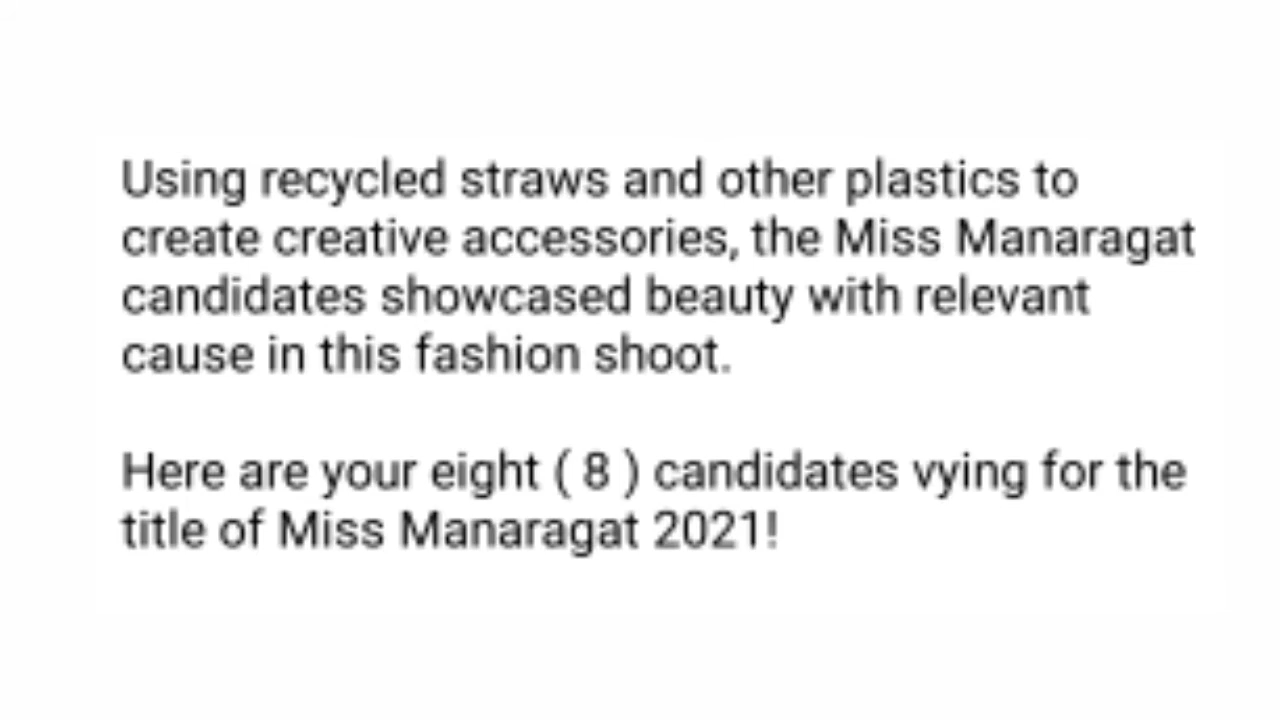 Using recycled straws and other plastics to
create creative accessories, the Miss Manaragat
candidates showcased beauty with relevant
cause in this fashion shoot.
Here are your eight ( 8 ) candidates vying for the
title of Miss Manaragat 2021!